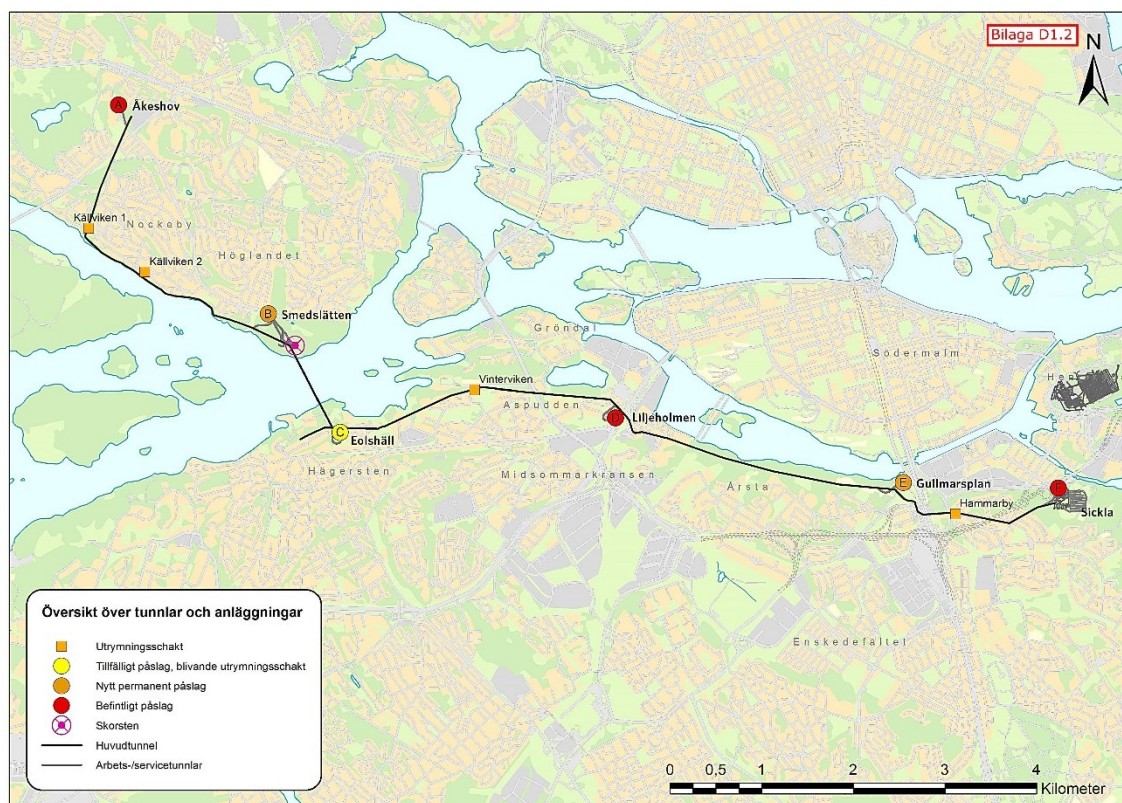 Bilaga D1.2
N
A
Åkeshov
Källviken 1
Nockeby
Källviken 2
Höglandet
B
Smedslätten
Gröndal
Södermalm
Vinterviken
Aspudden
D
Liljeholmen
C
Eolshäll
Hägersten
Midsommarkransen
Årsta
E
Gullmarsplan
F
Hammarby
Sickla
Enskedefältet
Översikt över tunnlar och anläggningar
Utrymningsschakt
Tillfälligt påslag, blivande utrymningsschakt
Nytt permanent påslag
Befintligt påslag
Skorsten
Huvudtunnel
Arbets-/servicetunnlar
0 0,5 1 2 3 4
Kilometer